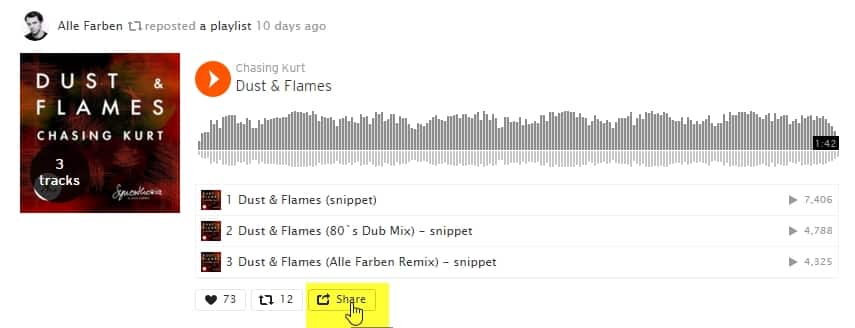 Alle Farben reposted a playlist 10 days ago
DUST &
FLAMES
CHASING KURT
3
tracks
Chasing Kurt
Dust & Flames
1:42
1 Dust & Flames (snippet) 7,406
2 Dust & Flames (80`s Dub Mix) - snippet 4,788
3 Dust & Flames (Alle Farben Remix) - snippet 4,325
73 12 Share